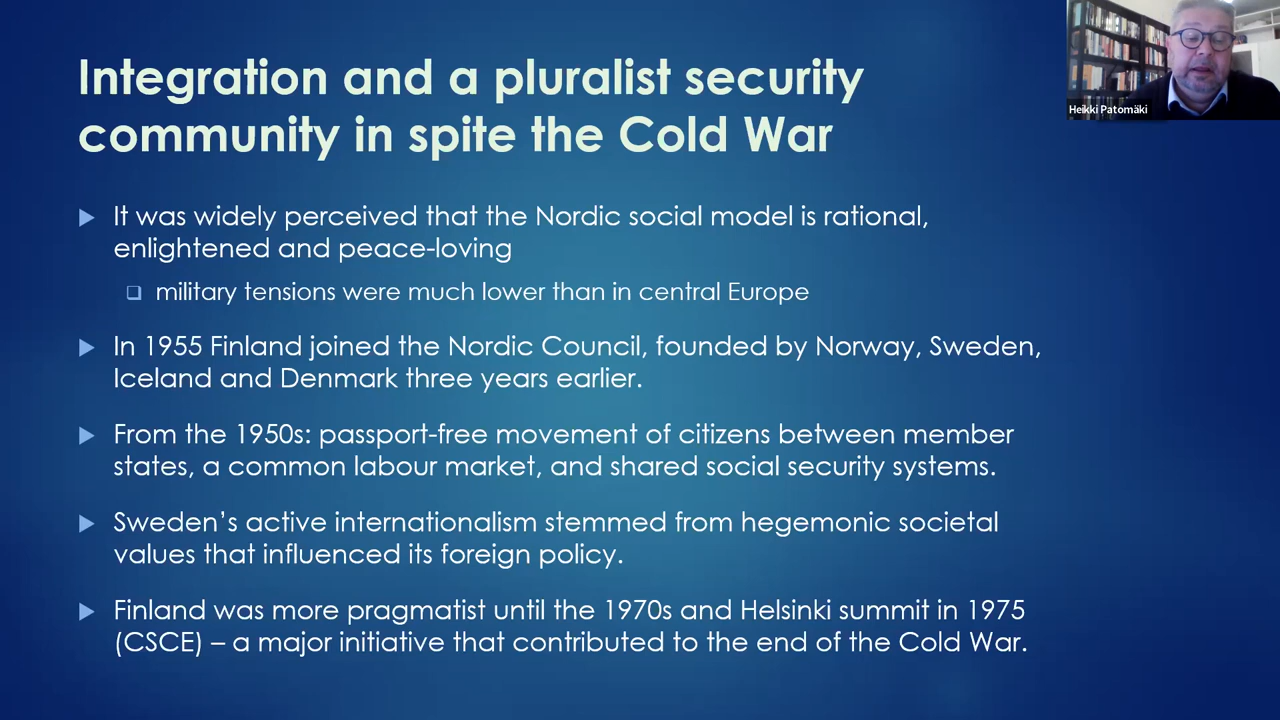 Integration and a pluralist security
community in spite the Cold War
It was widely perceived that the Nordic social model is rational,
enlightened and peace-loving
military tensions were much lower than in central Europe
In 1955 Finland joined the Nordic Council, founded by Norway, Sweden,
Iceland and Denmark three years earlier.
From the 1950s: passport-free movement of citizens between member
states, a common labour market, and shared social security systems.
Sweden’s active internationalism stemmed from hegemonic societal
values that influenced its foreign policy.
Finland was more pragmatist until the 1970s and Helsinki summit in 1975
(CSCE) – a major initiative that contributed to the end of the Cold War.
Heikki Patomäki